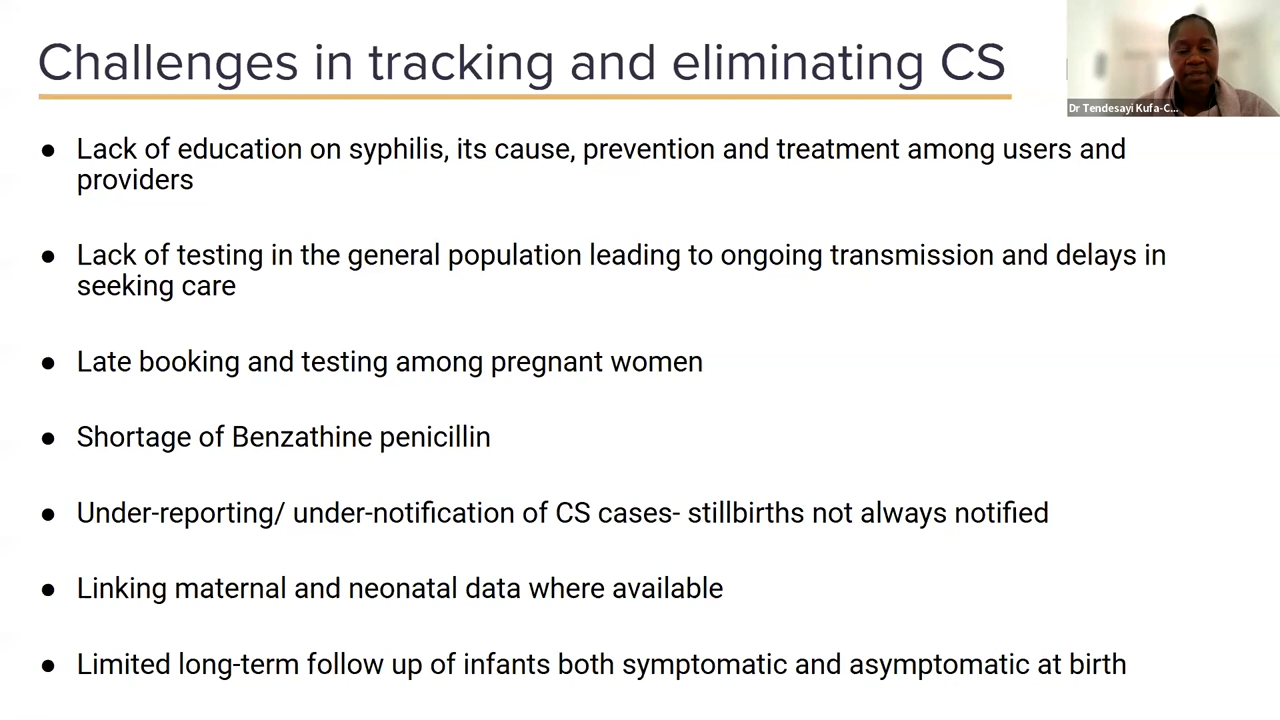 Challenges in tracking and eliminating CS
Dr Tendesayi Kufa-C...
● Lack of education on syphilis, its cause, prevention and treatment among users and
providers
● Lack of testing in the general population leading to ongoing transmission and delays in
seeking care
● Late booking and testing among pregnant women
● Shortage of Benzathine penicillin
● Under-reporting/ under-notification of CS cases- stillbirths not always notified
● Linking maternal and neonatal data where available
● Limited long-term follow up of infants both symptomatic and asymptomatic at birth